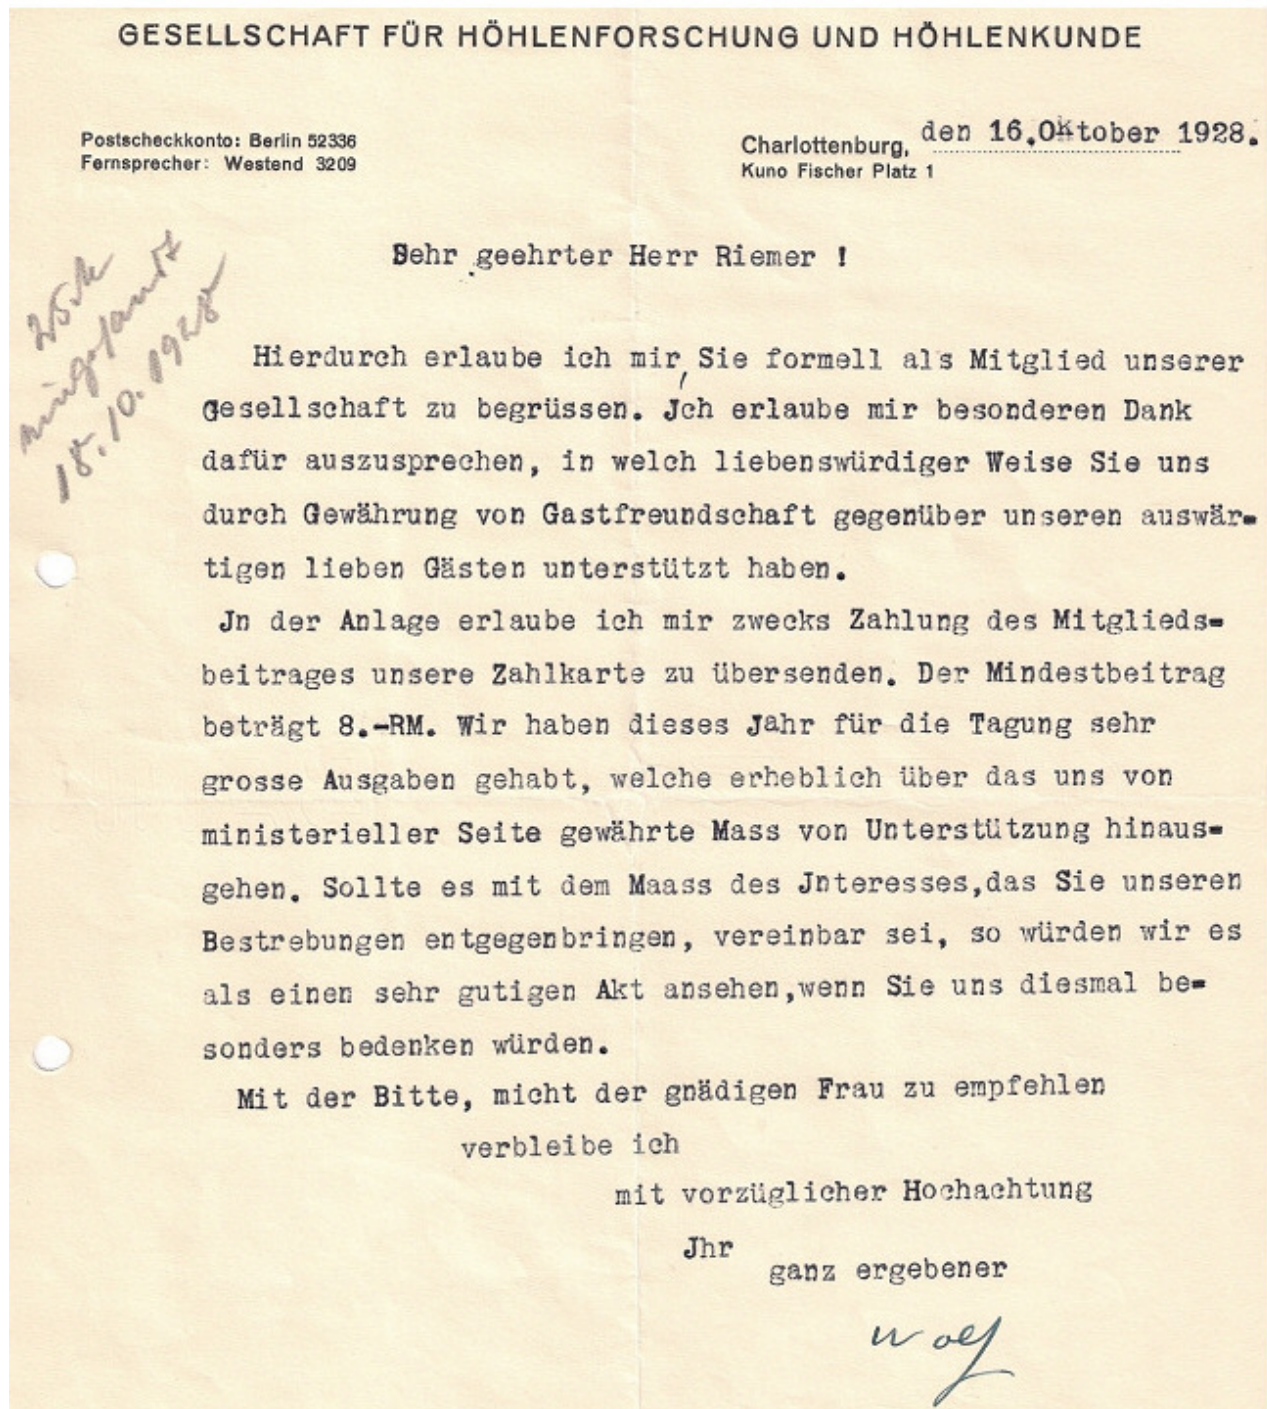 GESELLSCHAFT FÜR HÖHLENFORSCHUNG UND HÖHLENKUNDE
Postscheckkonto: Berlin 52336
Fernsprecher: Westend 3209
Charlottenburg, den 16.Oktober 1928.
Kuno Fischer Platz 1
25 M
eingesandt
18.10.1928
Sehr geehrter Herr Riemer !
Hierdurch erlaube ich mir, Sie formell als Mitglied unserer
Gesellschaft zu begrüssen. Jch erlaube mir besonderen Dank
dafür auszusprechen, in welch liebenswürdiger Weise Sie uns
durch Gewährung von Gastfreundschaft gegenüber unseren auswär-
tigen lieben Gästen unterstützt haben.
Jn der Anlage erlaube ich mir zwecks Zahlung des Mitglieds-
beitrages unsere Zahlkarte zu übersenden. Der Mindestbeitrag
beträgt 8.-RM. Wir haben dieses Jahr für die Tagung sehr
grosse Ausgaben gehabt, welche erheblich über das uns von
ministerieller Seite gewährte Mass von Unterstützung hinaus-
gehen. Sollte es mit dem Maass des Jnteresses,das Sie unseren
Bestrebungen entgegenbringen, vereinbar sei, so würden wir es
als einen sehr gutigen Akt ansehen,wenn Sie uns diesmal be-
sonders bedenken würden.
Mit der Bitte, micht der gnädigen Frau zu empfehlen
verbleibe ich
mit vorzüglicher Hochachtung
Jhr
ganz ergebener
Wolf